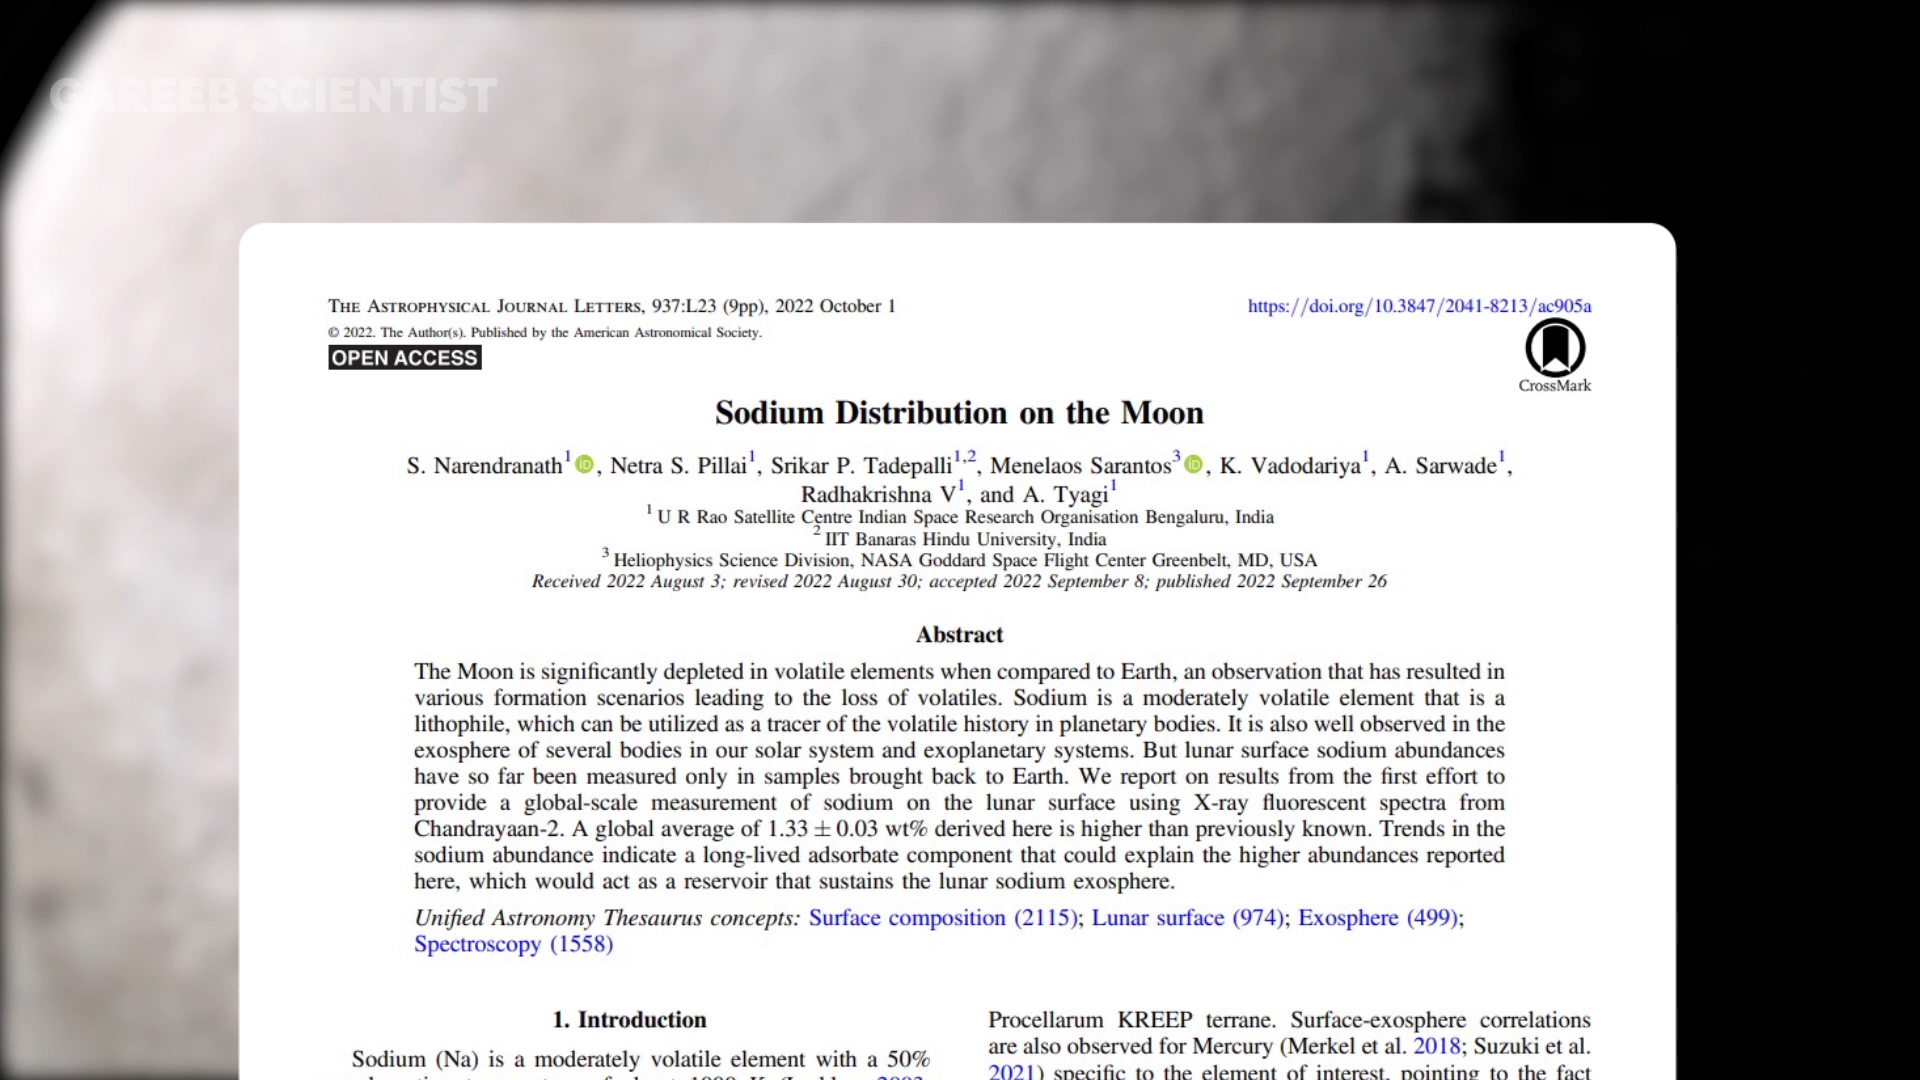 GAREEB SCIENTIST
THE ASTROPHYSICAL JOURNAL LETTERS, 937:L23 (9pp), 2022 October 1
https://doi.org/10.3847/2041-8213/ac905a
© 2022. The Author(s). Published by the American Astronomical Society.
OPEN ACCESS
CrossMark
Sodium Distribution on the Moon
S. Narendranath1 iD, Netra S. Pillai1, Srikar P. Tadepalli1,2, Menelaos Sarantos3 iD, K. Vadodariya1, A. Sarwade1,
Radhakrishna V1, and A. Tyagi1
1 U R Rao Satellite Centre Indian Space Research Organisation Bengaluru, India
2 IIT Banaras Hindu University, India
3 Heliophysics Science Division, NASA Goddard Space Flight Center Greenbelt, MD, USA
Received 2022 August 3; revised 2022 August 30; accepted 2022 September 8; published 2022 September 26
Abstract
The Moon is significantly depleted in volatile elements when compared to Earth, an observation that has resulted in
various formation scenarios leading to the loss of volatiles. Sodium is a moderately volatile element that is a
lithophile, which can be utilized as a tracer of the volatile history in planetary bodies. It is also well observed in the
exosphere of several bodies in our solar system and exoplanetary systems. But lunar surface sodium abundances
have so far been measured only in samples brought back to Earth. We report on results from the first effort to
provide a global-scale measurement of sodium on the lunar surface using X-ray fluorescent spectra from
Chandrayaan-2. A global average of 1.33 ± 0.03 wt% derived here is higher than previously known. Trends in the
sodium abundance indicate a long-lived adsorbate component that could explain the higher abundances reported
here, which would act as a reservoir that sustains the lunar sodium exosphere.
Unified Astronomy Thesaurus concepts: Surface composition (2115); Lunar surface (974); Exosphere (499);
Spectroscopy (1558)
1. Introduction
Sodium (Na) is a moderately volatile element with a 50%
Procellarum KREEP terrane. Surface-exosphere correlations
are also observed for Mercury (Merkel et al. 2018; Suzuki et al.
2021) specific to the element of interest, pointing to the fact